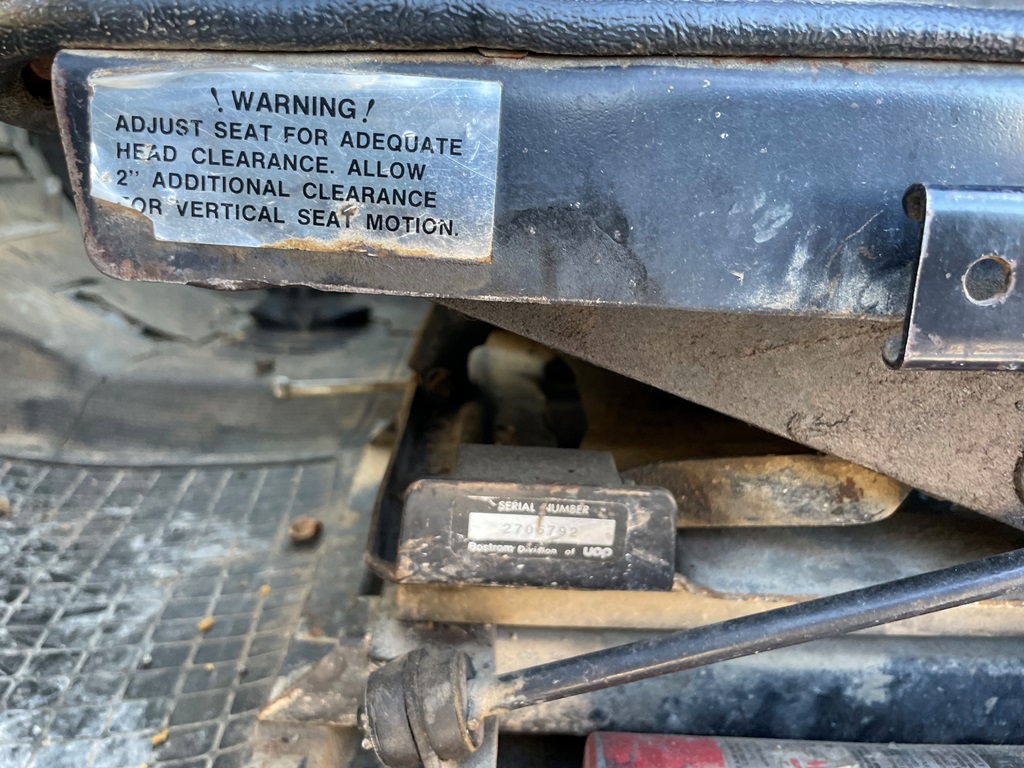 ! WARNING !
ADJUST SEAT FOR ADEQUATE
HEAD CLEARANCE. ALLOW
2" ADDITIONAL CLEARANCE
FOR VERTICAL SEAT MOTION.
SERIAL NUMBER
2706792
Bostrom Division of uop